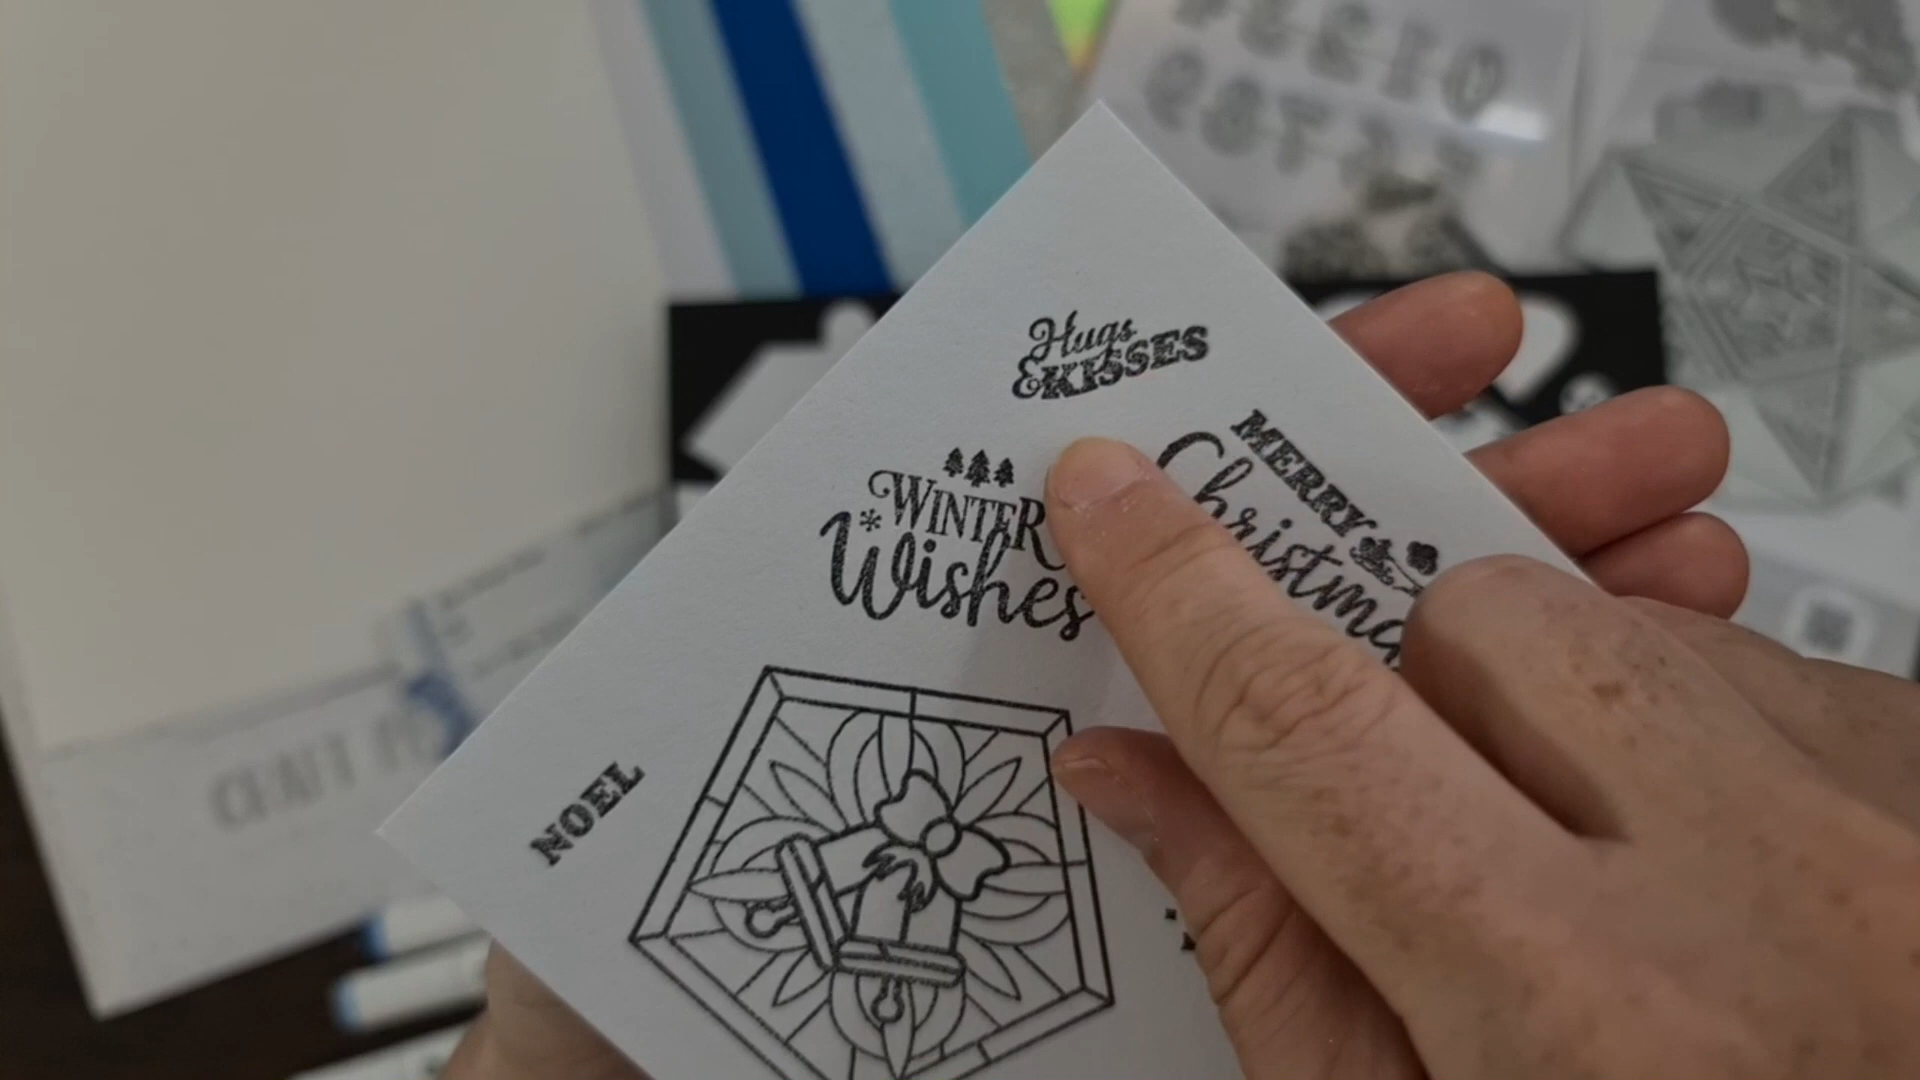 Hugs
& KISSES
WINTER
Wishes
MERRY
Christmas
NOEL